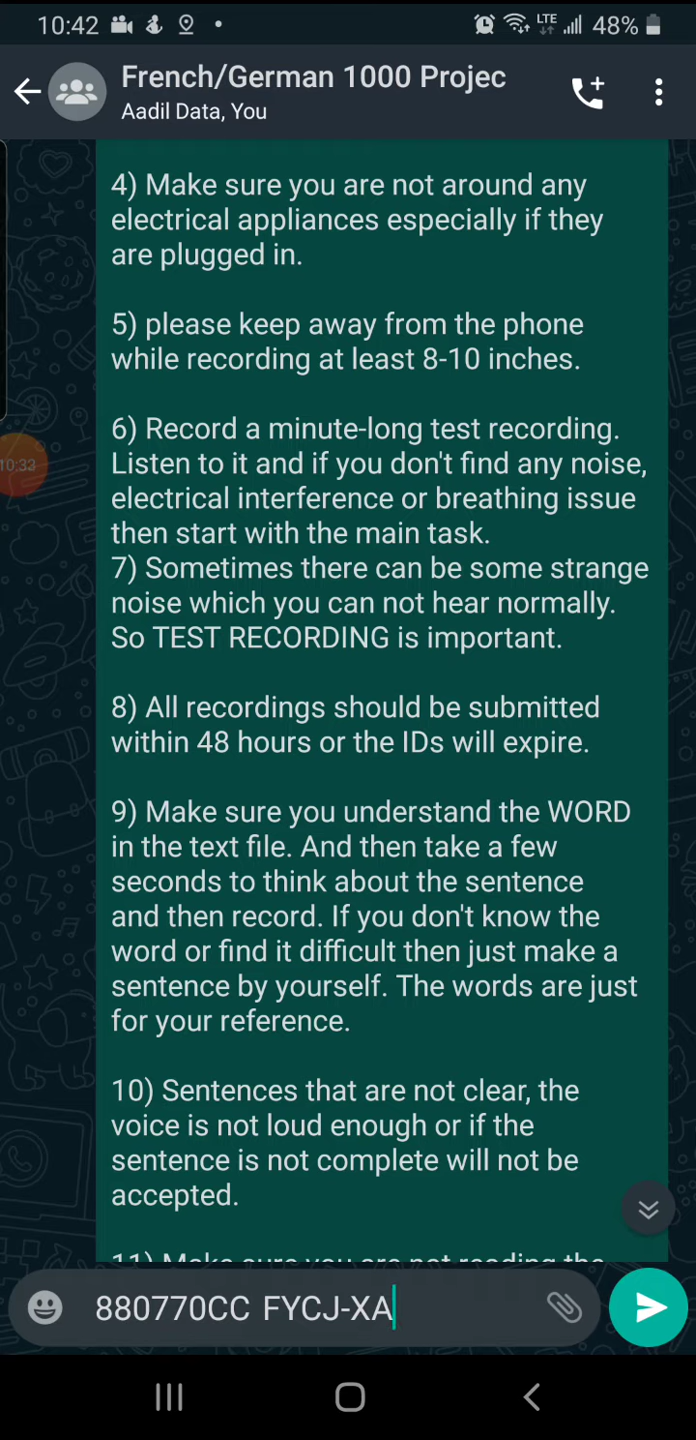 10:42 LTE 48%
French/German 1000 Projec
Aadil Data, You
4) Make sure you are not around any
electrical appliances especially if they
are plugged in.
5) please keep away from the phone
while recording at least 8-10 inches.
10:33
6) Record a minute-long test recording.
Listen to it and if you don't find any noise,
electrical interference or breathing issue
then start with the main task.
7) Sometimes there can be some strange
noise which you can not hear normally.
So TEST RECORDING is important.
8) All recordings should be submitted
within 48 hours or the IDs will expire.
9) Make sure you understand the WORD
in the text file. And then take a few
seconds to think about the sentence
and then record. If you don't know the
word or find it difficult then just make a
sentence by yourself. The words are just
for your reference.
10) Sentences that are not clear, the
voice is not loud enough or if the
sentence is not complete will not be
accepted.
11) Make sure you are not reading the
880770CC FYCJ-XA